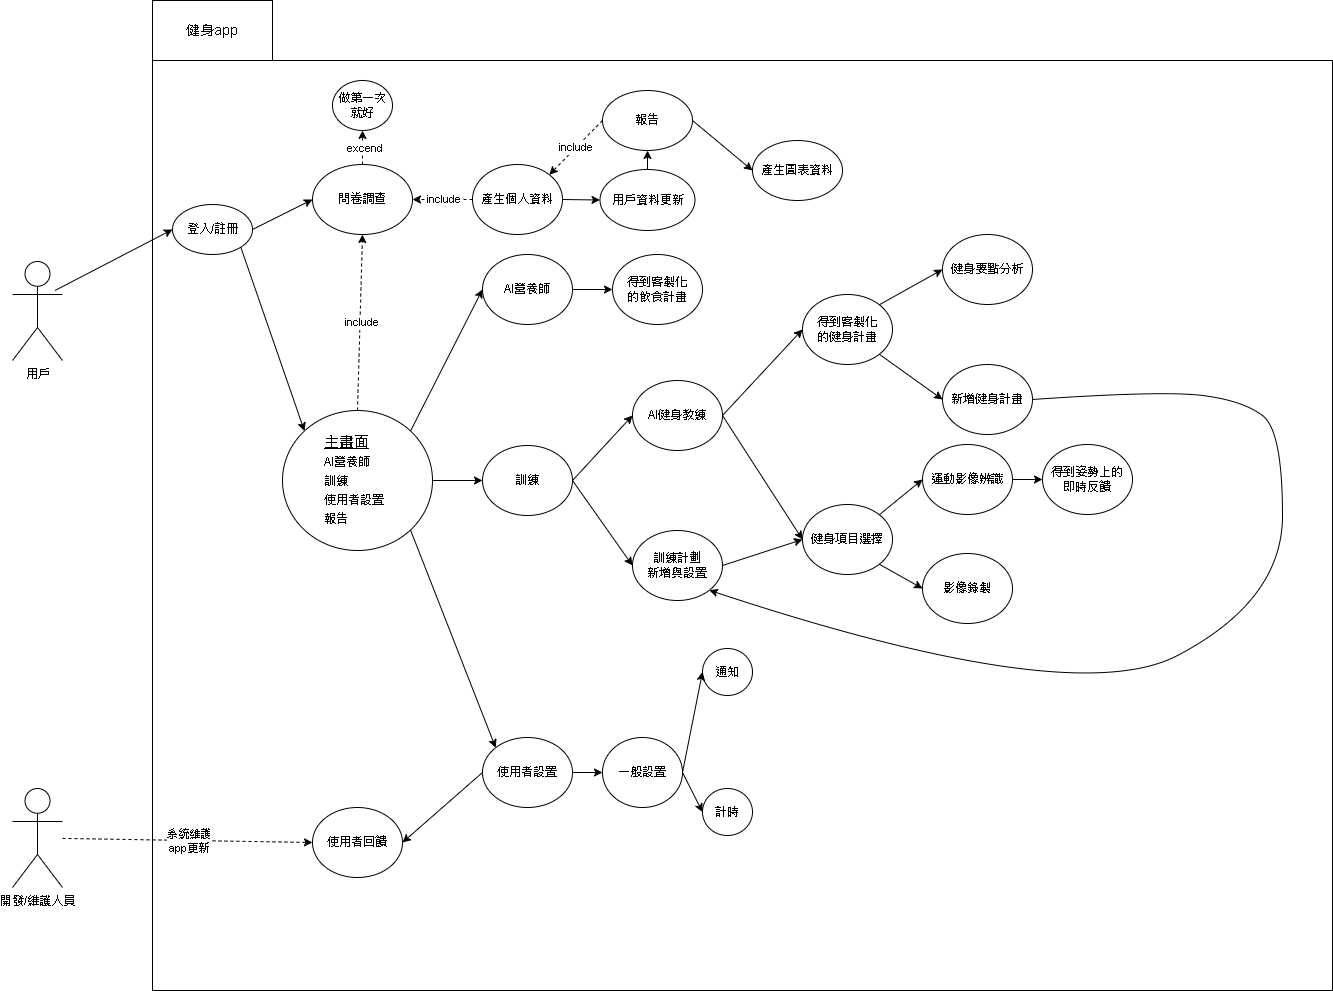 健身app
做第一次
就好
excend
問卷調查
include
產生個人資料
include
報告
用戶資料更新
產生圖表資料
登入/註冊
用戶
include
AI營養師
得到客製化
的飲食計畫
主畫面
AI營養師
訓練
使用者設置
報告
訓練
AI健身教練
訓練計劃
新增與設置
得到客製化
的健身計畫
健身要點分析
新增健身計畫
健身項目選擇
運動影像辨識
得到姿勢上的
即時反饋
影像錄製
通知
使用者設置
一般設置
計時
系統維護
app更新
使用者回饋
開發/維護人員